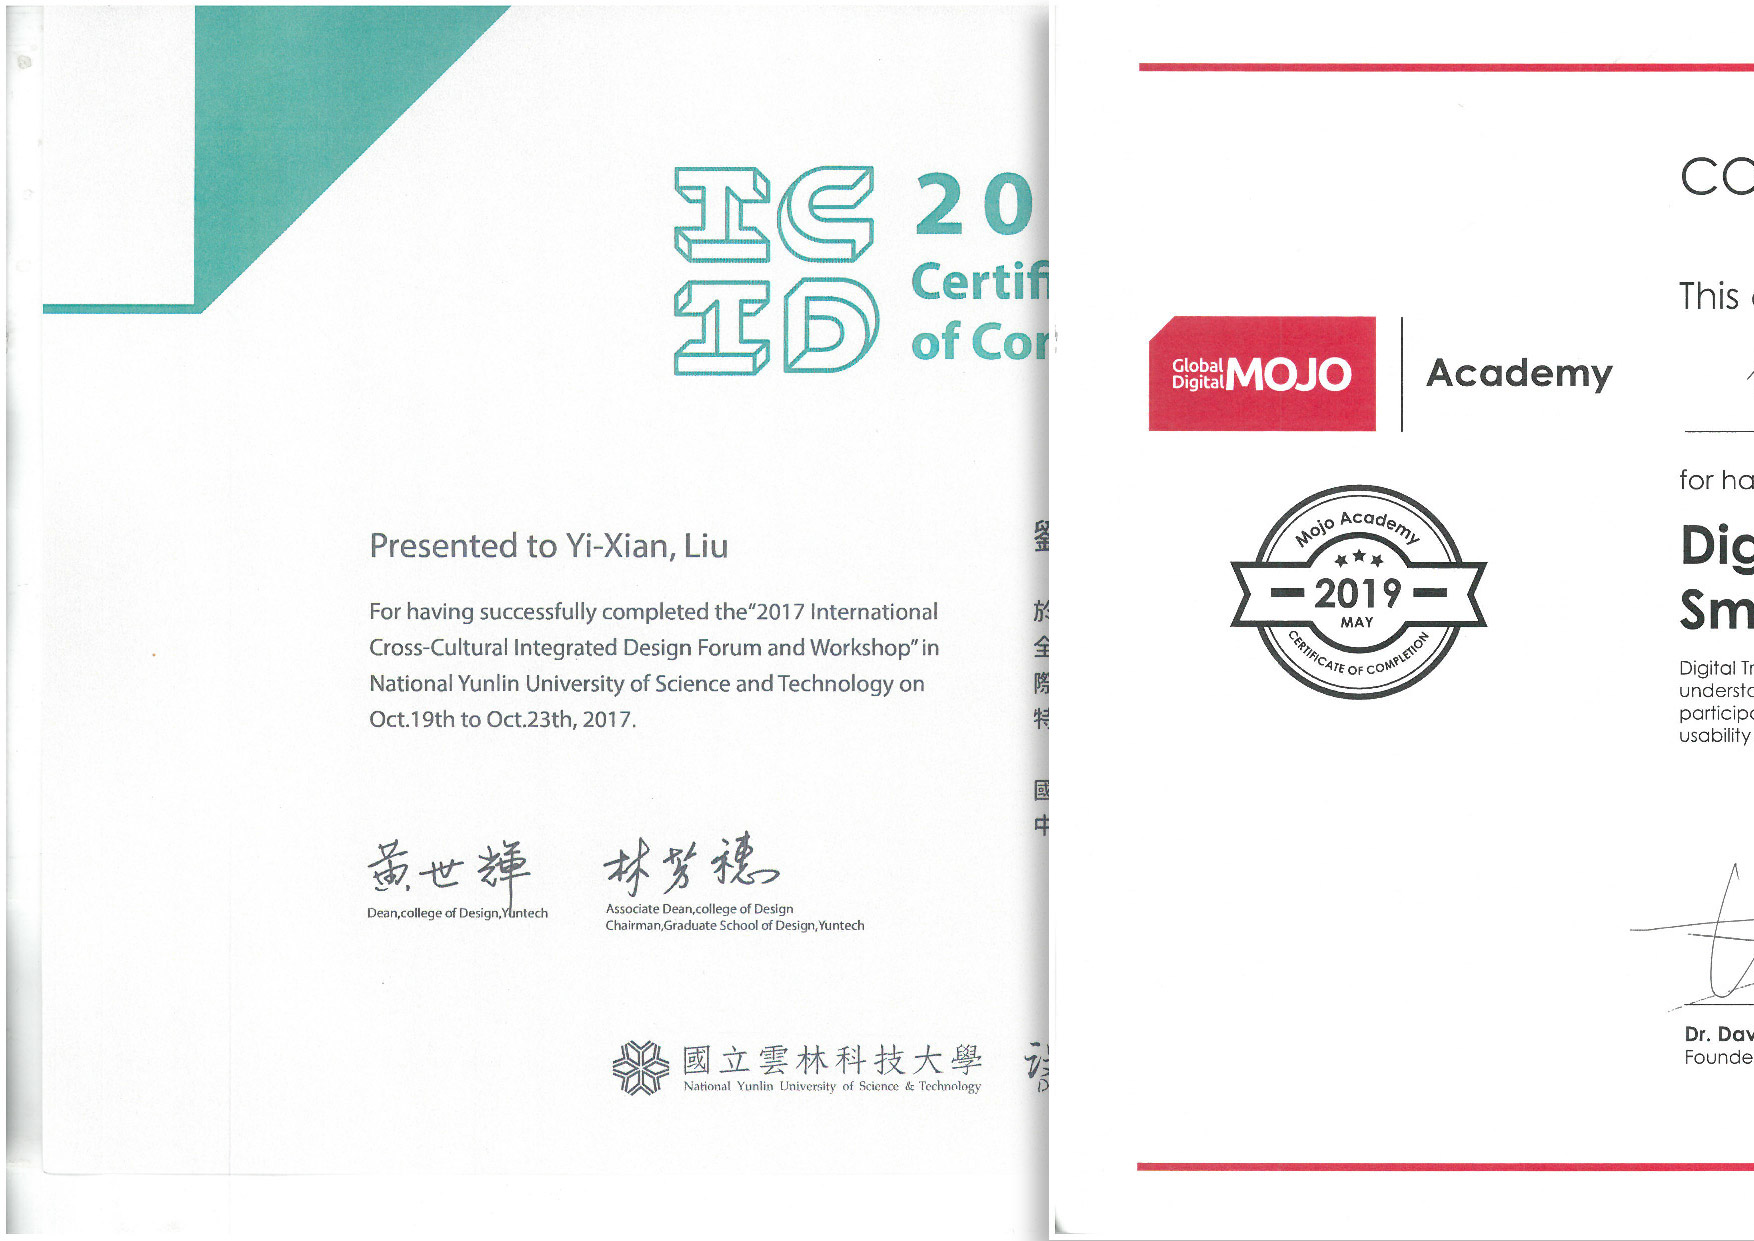 ICID
20
Certifi
of Cor
Presented to Yi-Xian, Liu
For having successfully completed the“2017 International
Cross-Cultural Integrated Design Forum and Workshop” in
National Yunlin University of Science and Technology on
Oct.19th to Oct.23th, 2017.
黃世輝
Dean,college of Design,Yuntech
林芳穗
Associate Dean,college of Design
Chairman,Graduate School of Design,Yuntech
國立雲林科技大學
National Yunlin University of Science & Technology
劉
於
全
際
特
國
中
CO
This
Global
Digital MOJO
Academy
Mojo Academy
2019
MAY
CERTIFICATE OF COMPLETION
for ha
Dig
Sm
Digital Tr
understa
participa
usability
Dr. Dav
Founde